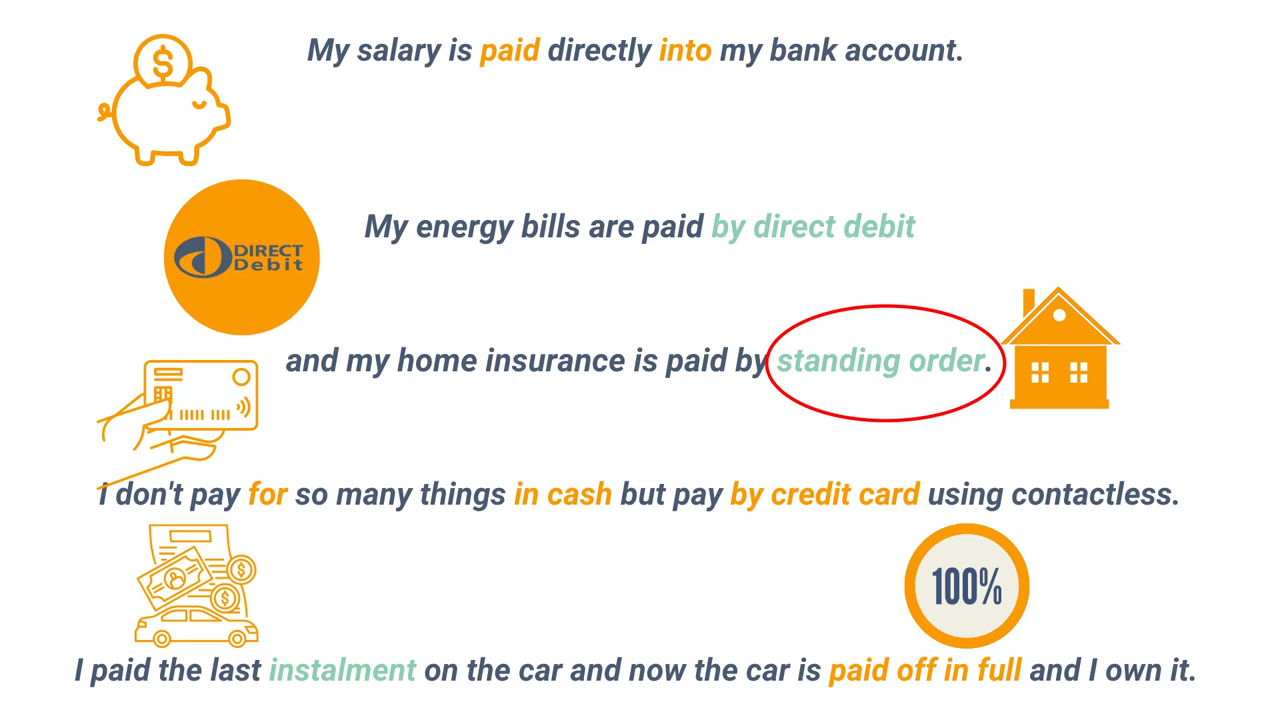 My salary is paid directly into my bank account.
My energy bills are paid by direct debit
DIRECT
Debit
and my home insurance is paid by standing order.
I don't pay for so many things in cash but pay by credit card using contactless.
100%
I paid the last instalment on the car and now the car is paid off in full and I own it.